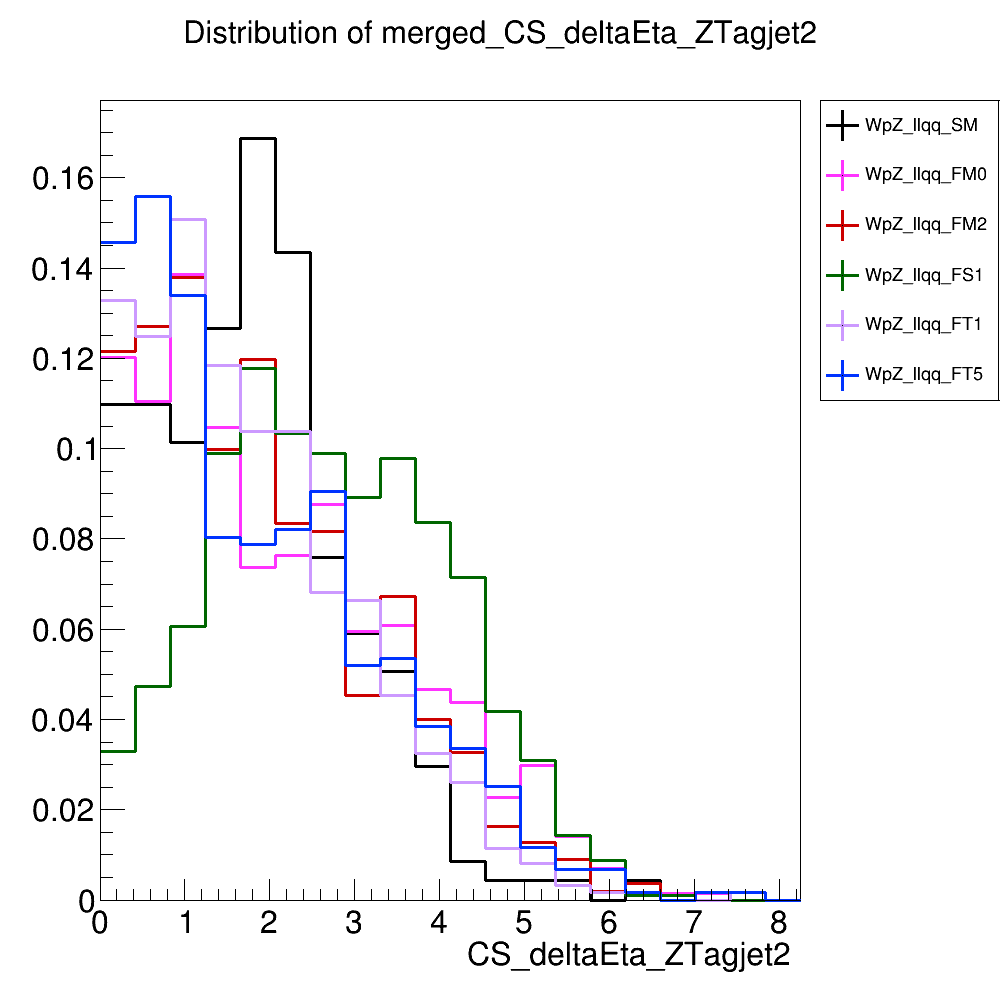 Distribution of merged_CS_deltaEta_ZTagjet2
WpZ_llqq_SM
WpZ_llqq_FM0
WpZ_llqq_FM2
WpZ_llqq_FS1
WpZ_llqq_FT1
WpZ_llqq_FT5
0.16
0.14
0.12
0.1
0.08
0.06
0.04
0.02
0
0 1 2 3 4 5 6 7 8
CS_deltaEta_ZTagjet2